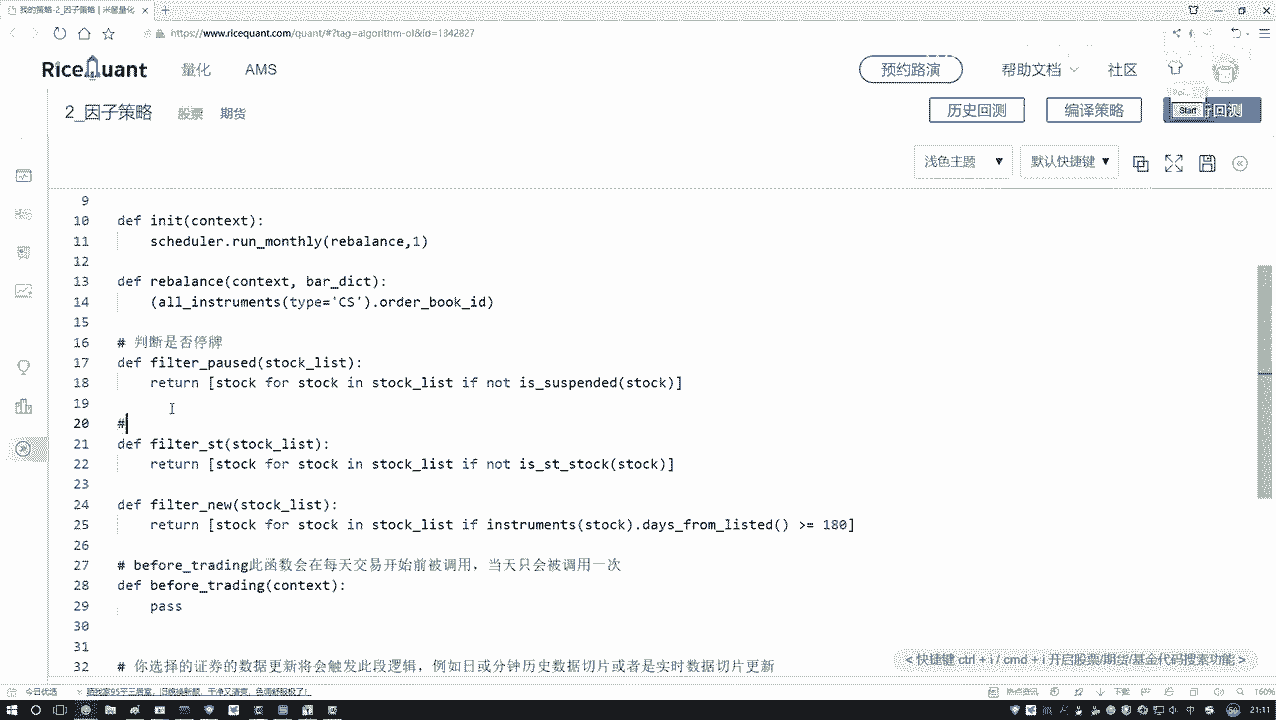 我的策略-2_因子策略 | 米筐量化
https://www.ricequant.com/quant/#?tag=algorithm-ol&id=1342827
RiceQuant 量化 AMS 预约路演 帮助文档 社区
2_因子策略 股票 期货 历史回测 编译策略 回测
Start
浅色主题 ▼ 默认快捷键 ▼
9
10 def init(context):
11 scheduler.run_monthly(rebalance,1)
12
13 def rebalance(context, bar_dict):
14 (all_instruments(type='CS').order_book_id)
15
16 # 判断是否停牌
17 def filter_paused(stock_list):
18 return [stock for stock in stock_list if not is_suspended(stock)]
19
20 #
21 def filter_st(stock_list):
22 return [stock for stock in stock_list if not is_st_stock(stock)]
23
24 def filter_new(stock_list):
25 return [stock for stock in stock_list if instruments(stock).days_from_listed() >= 180]
26
27 # before_trading此函数会在每天交易开始前被调用，当天只会被调用一次
28 def before_trading(context):
29 pass
30
31
32 # 你选择的证券的数据更新将会触发此段逻辑，例如日或分钟历史数据切片或者是实时数据切片更新
< 快捷键 ctrl + i / cmd + i 开启股票/期货/基金代码搜索功能 >
今日优选
热点资讯 下载 160%
中 21:11